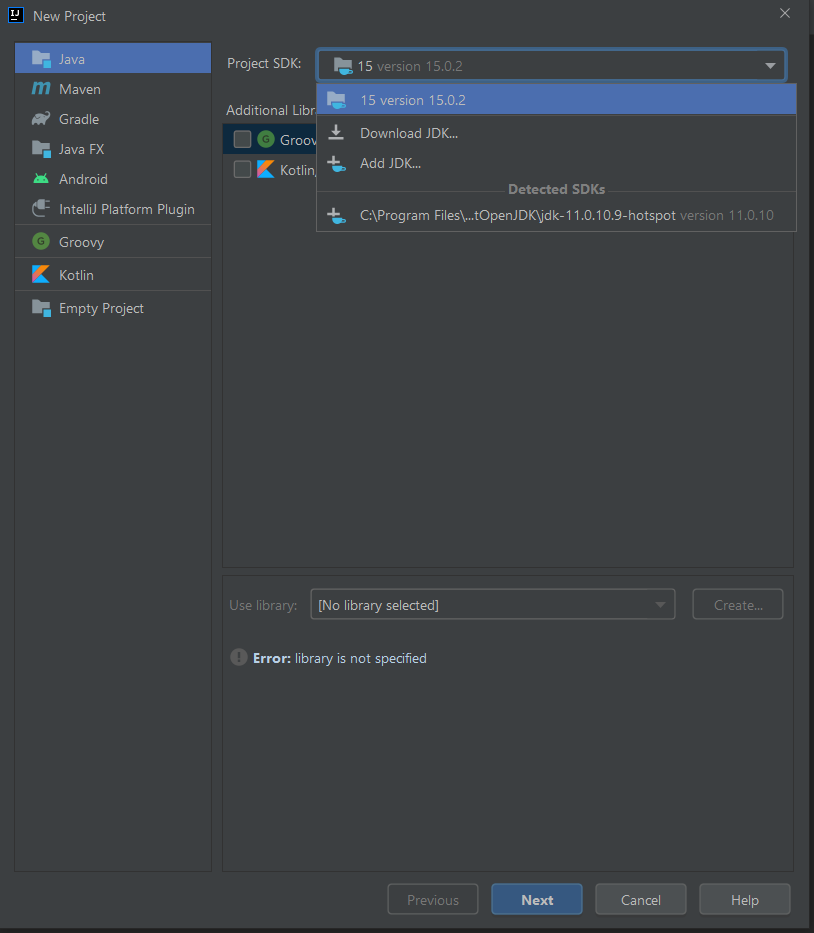 New Project
Java
Maven
Gradle
Java FX
Android
IntelliJ Platform Plugin
Groovy
Kotlin
Empty Project
Project SDK: 15 version 15.0.2
15 version 15.0.2
Download JDK...
Add JDK...
Detected SDKs
C:\Program Files\...tOpenJDK\jdk-11.0.10.9-hotspot version 11.0.10
Additional Libr
Groov
Kotlin
Use library: [No library selected] Create...
Error: library is not specified
Previous Next Cancel Help